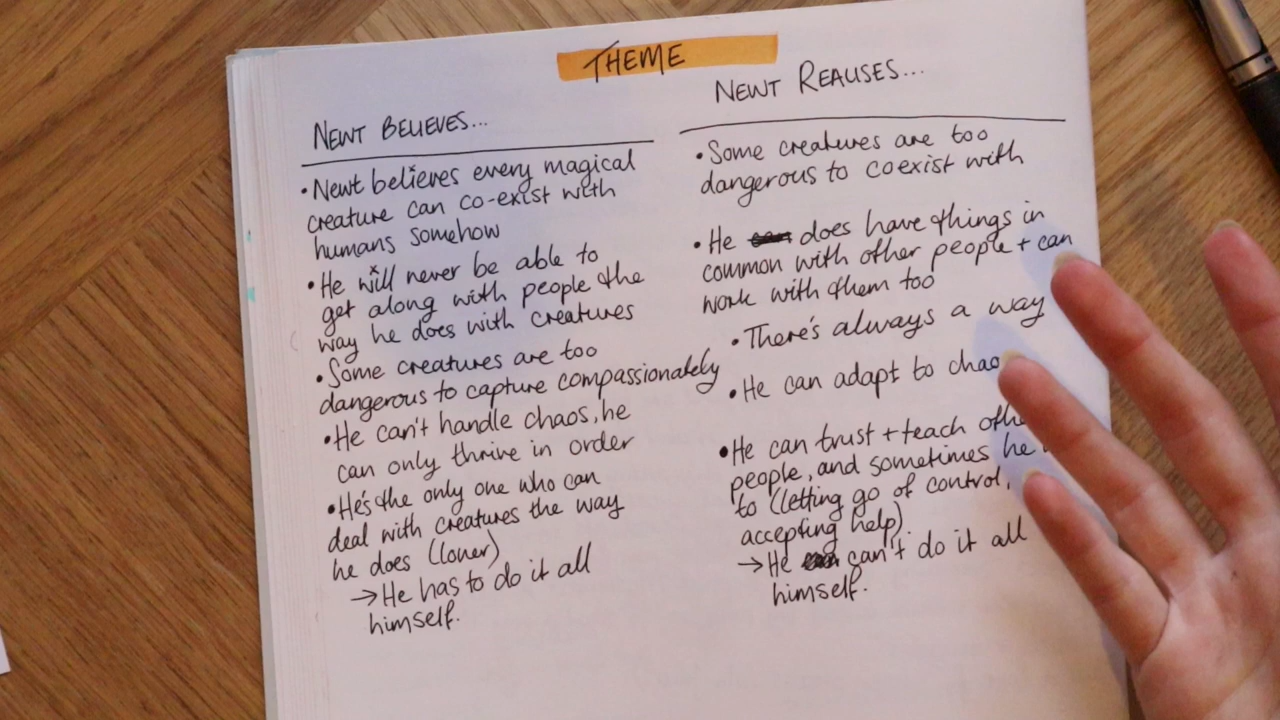 THEME
NEWT BELIEVES...
• Newt believes every magical
creature can co-exist with
humans somehow
• He will never be able to
get along with people the
way he does with creatures
• Some creatures are too
dangerous to capture compassionately
• He can't handle chaos, he
can only thrive in order
• He's the only one who can
deal with creatures the way
he does (loner)
→ He has to do it all
himself.
NEWT REALISES...
• Some creatures are too
dangerous to coexist with
• He does have things in
common with other people + can
work with them too
• There's always a way
• He can adapt to
• He can trust + teach
people, and sometimes he
to (letting go of control,
accepting help)
→ He can't do it all
himself.